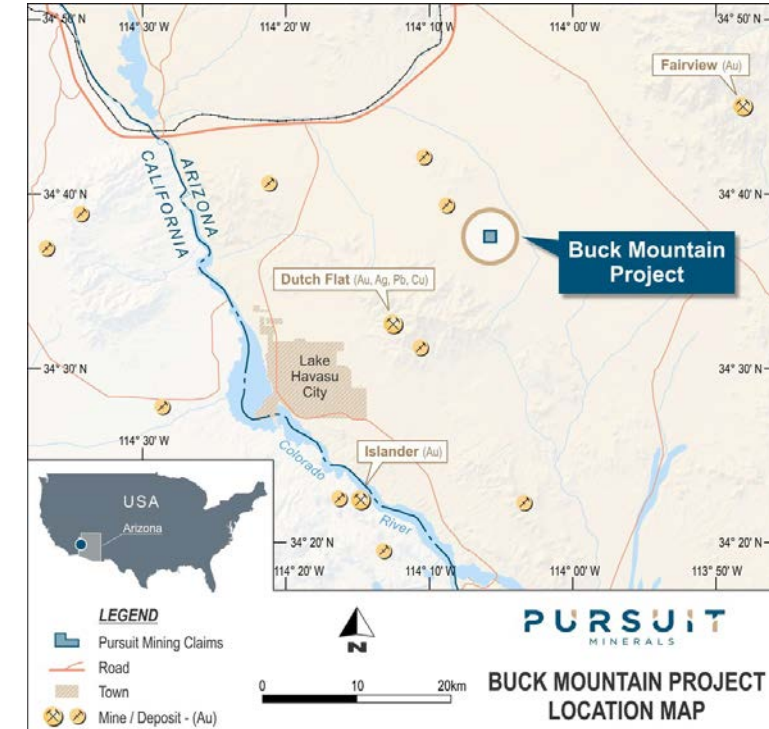 34° 50' N
114° 30' W
114° 20' W
114° 10' W
114° 00' W
34° 50' N
Fairview (Au)
ARIZONA
CALIFORNIA
34° 40' N
34° 40' N
Buck Mountain
Project
Dutch Flat (Au, Ag, Pb, Cu)
34° 30' N
Lake
Havasu
City
34° 30' N
114° 30' W
Islander (Au)
Colorado
River
USA
Arizona
34° 20' N
34° 20' N
114° 20' W
114° 10' W
114° 00' W
113° 50' W
LEGEND
Pursuit Mining Claims
Road
Town
Mine / Deposit - (Au)
N
0 10 20km
PURSUIT
MINERALS
BUCK MOUNTAIN PROJECT
LOCATION MAP